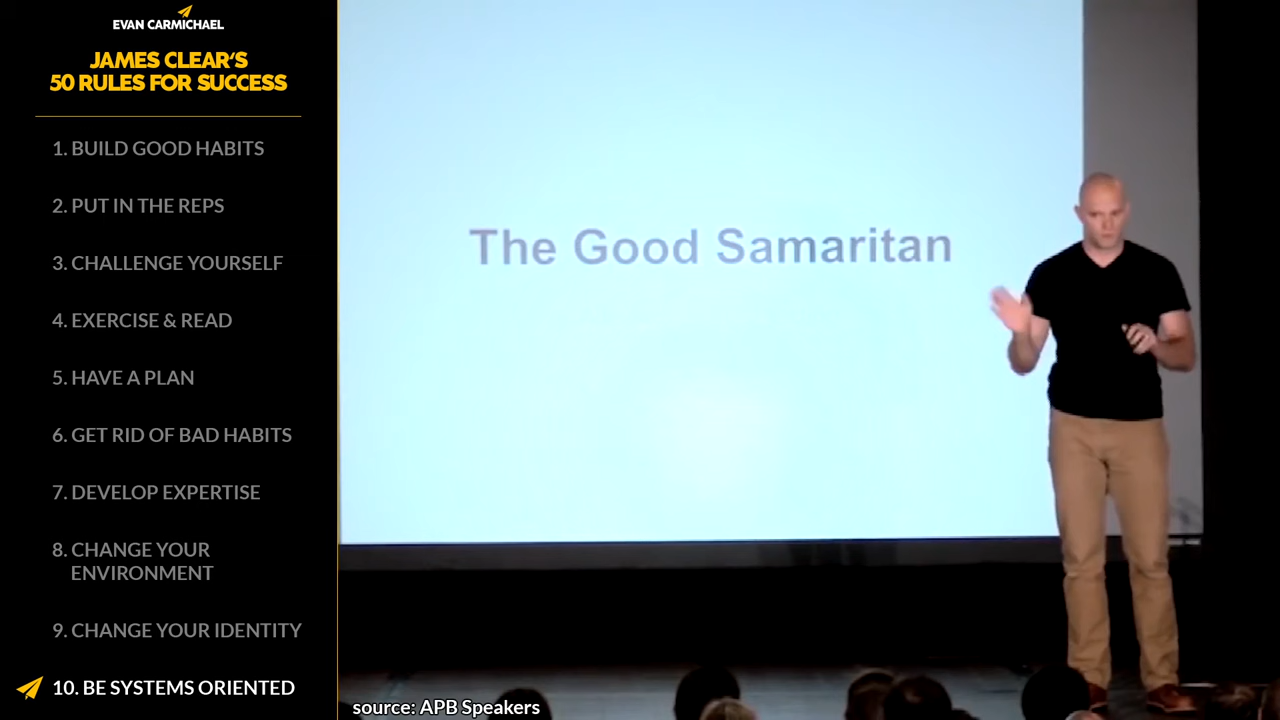 EVAN CARMICHAEL
JAMES CLEAR'S
50 RULES FOR SUCCESS
1. BUILD GOOD HABITS
2. PUT IN THE REPS
3. CHALLENGE YOURSELF
4. EXERCISE & READ
5. HAVE A PLAN
6. GET RID OF BAD HABITS
7. DEVELOP EXPERTISE
8. CHANGE YOUR
ENVIRONMENT
9. CHANGE YOUR IDENTITY
10. BE SYSTEMS ORIENTED
The Good Samaritan
source: APB Speakers